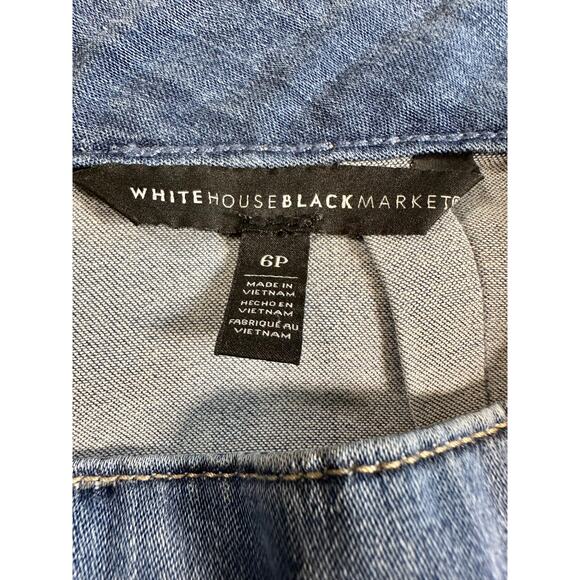 WHITEHOUSEBLACKMARKET
6P
MADE IN
VIETNAM
HECHO EN
VIETNAM
FABRIQUÉ AU
VIETNAM